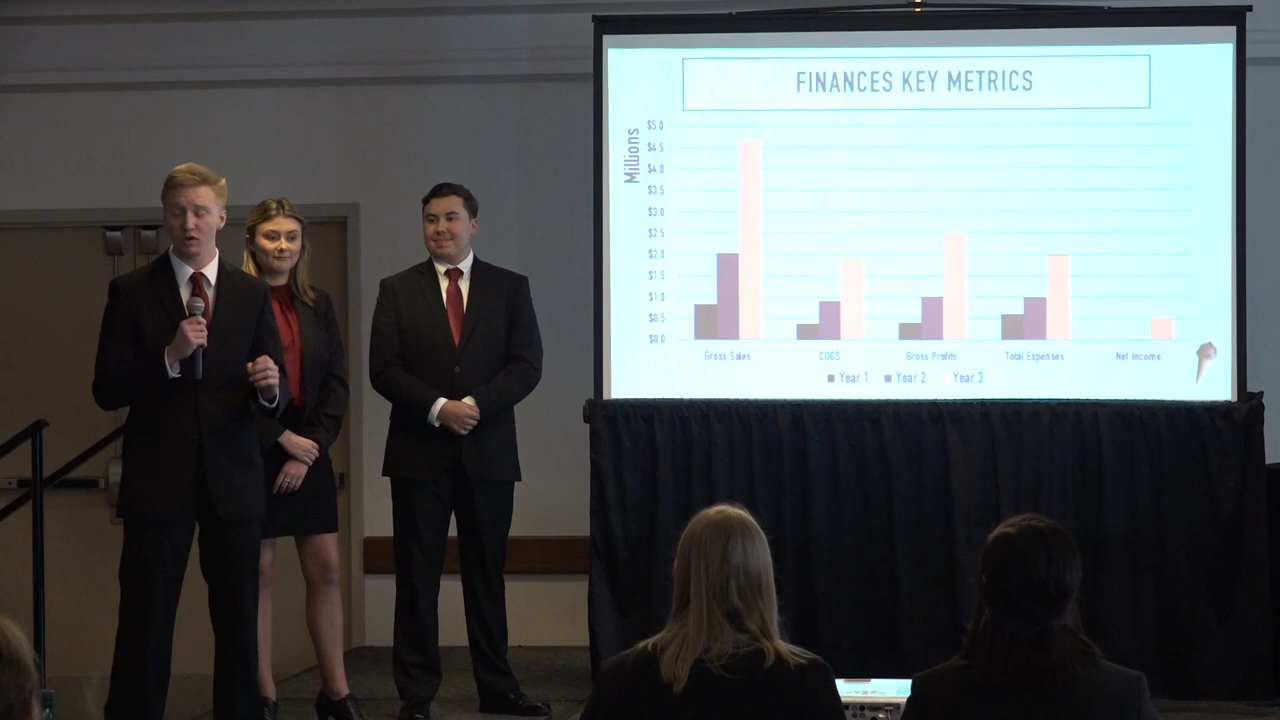 FINANCES KEY METRICS
Millions
$5.0
$4.5
$4.0
$3.5
$3.0
$2.5
$2.0
$1.5
$1.0
$0.5
$0.0
Gross Sales COGS Gross Profits Total Expenses Net Income
Year 1 Year 2 Year 3